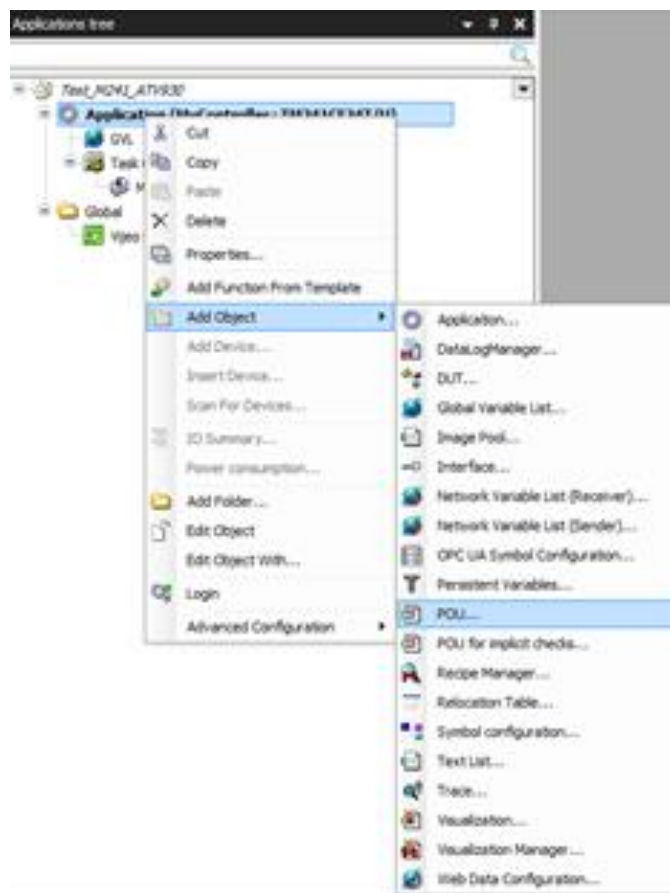 Applications tree
Test_M241_ATV930
Application
GVL
Task
Global
Vijeo
Cut
Copy
Paste
Delete
Properties...
Add Function From Template
Add Object
Add Device...
Insert Device...
Scan For Devices...
IO Summary...
Power consumption...
Add Folder...
Edit Object
Edit Object With...
Login
Advanced Configuration
Application...
DataLogManager...
DUT...
Global Variable List...
Image Pool...
Interface...
Network Variable List (Receiver)...
Network Variable List (Sender)...
OPC UA Symbol Configuration...
Persistent Variables...
POU...
POU for implicit checks...
Recipe Manager...
Relocation Table...
Symbol configuration...
Text List...
Trace...
Visualization...
Visualization Manager...
Web Data Configuration...